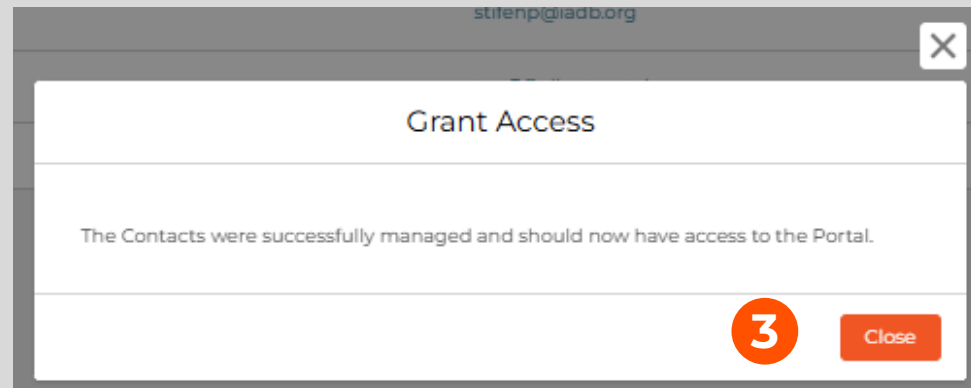 stifenp@iadb.org
Grant Access
The Contacts were successfully managed and should now have access to the Portal.
3
Close